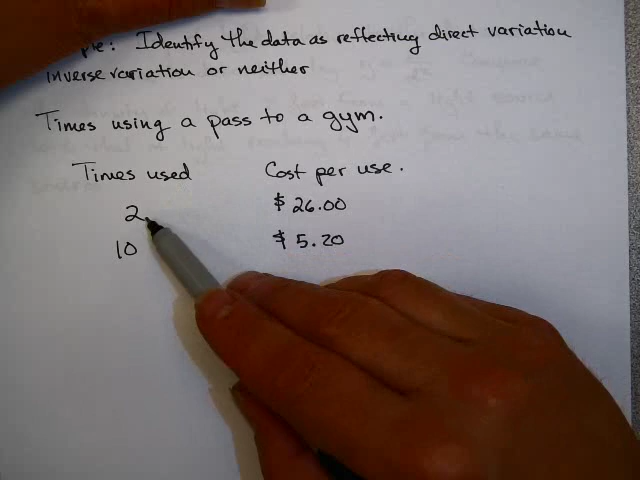 Identify the data as reflecting direct variation
inverse variation or neither
Times using a pass to a gym.
Times used Cost per use.
2 $ 26.00
10 $ 5.20